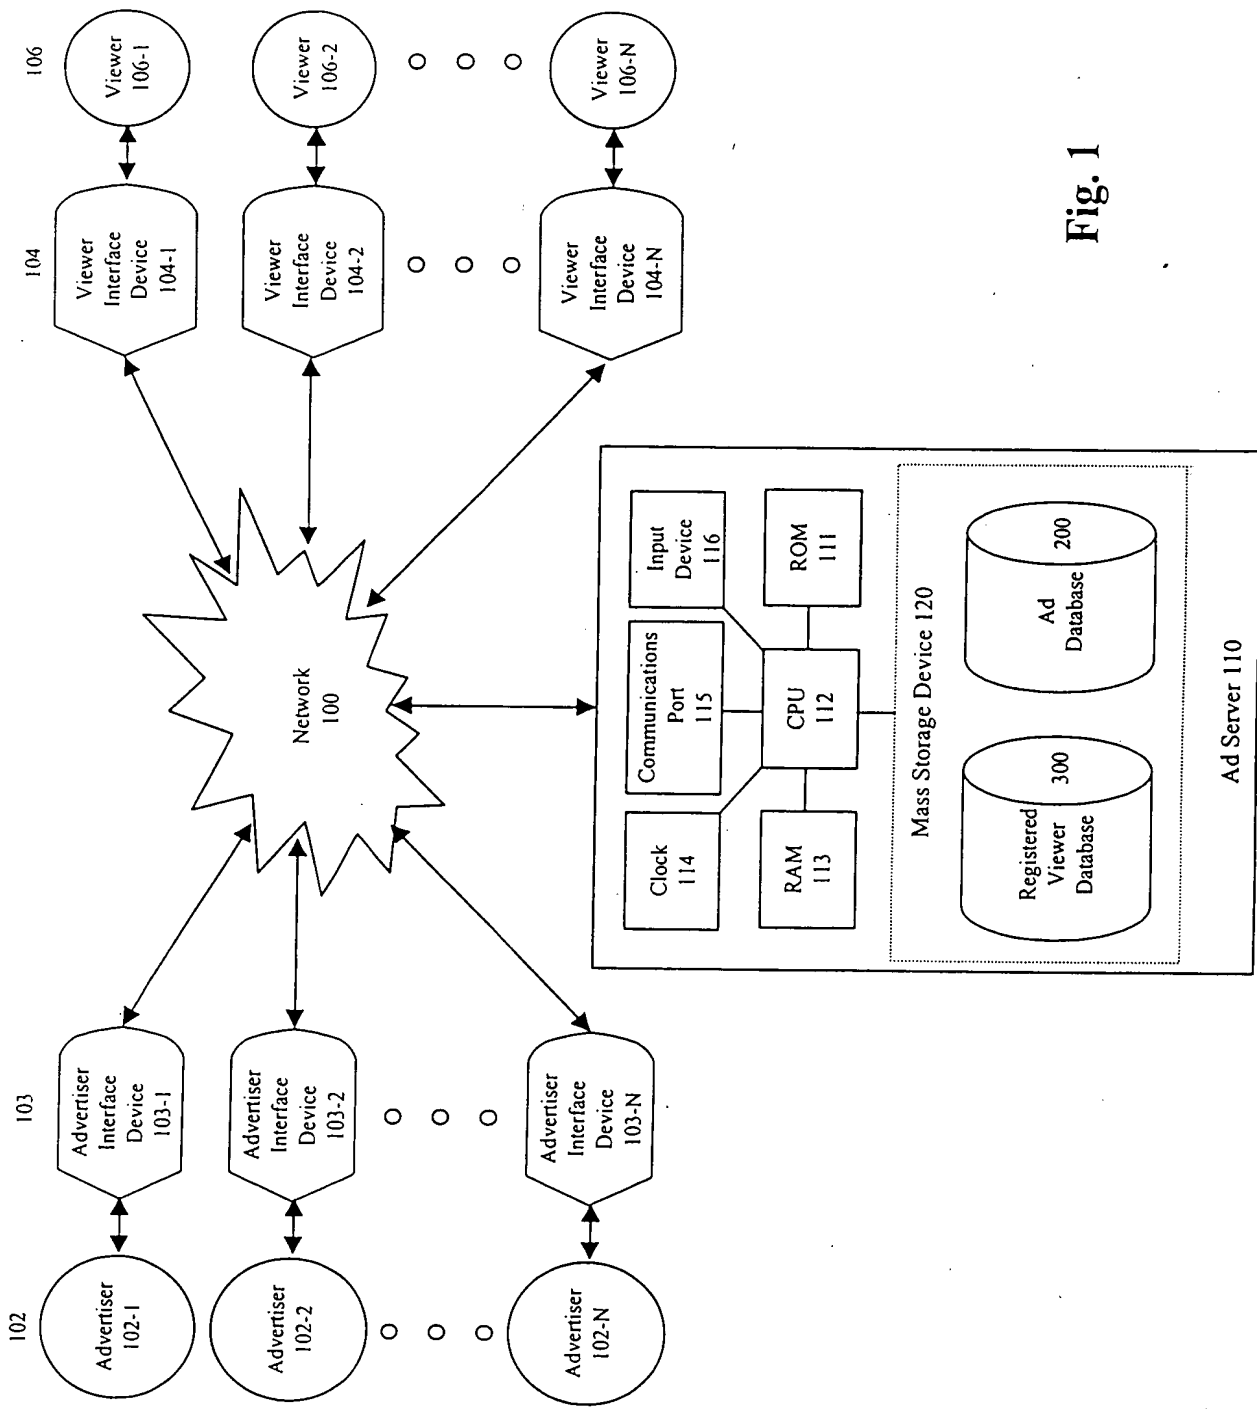 102
103
104
106
Advertiser
102-1
Advertiser
Interface
Device
103-1
Viewer
Interface
Device
104-1
Viewer
106-1
Advertiser
102-2
Advertiser
Interface
Device
103-2
Network
100
Viewer
Interface
Device
104-2
Viewer
106-2
Advertiser
102-N
Advertiser
Interface
Device
103-N
Viewer
Interface
Device
104-N
Viewer
106-N
Clock
114
Communications
Port
115
Input
Device
116
RAM
113
CPU
112
ROM
111
Mass Storage Device 120
Registered
Viewer
Database
300
Ad
Database
200
Ad Server 110
Fig. 1